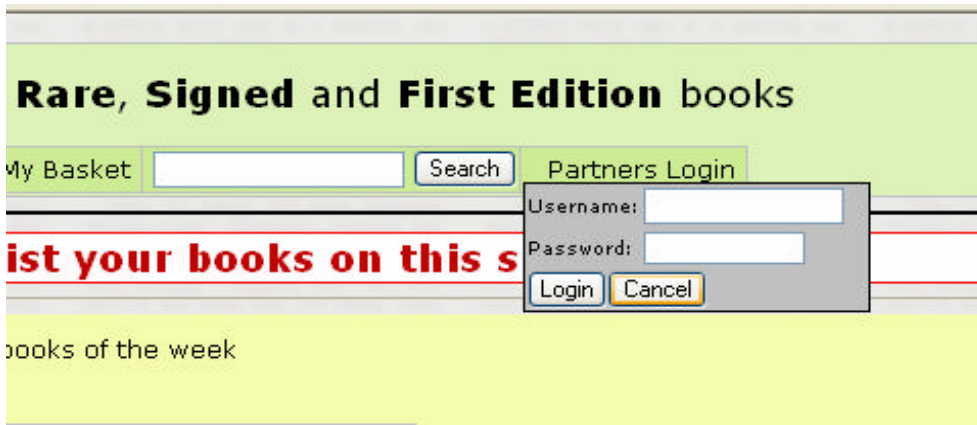 Rare, Signed and First Edition books
My Basket Search Partners Login
Username:
ist your books on this s
Password:
Login Cancel
books of the week